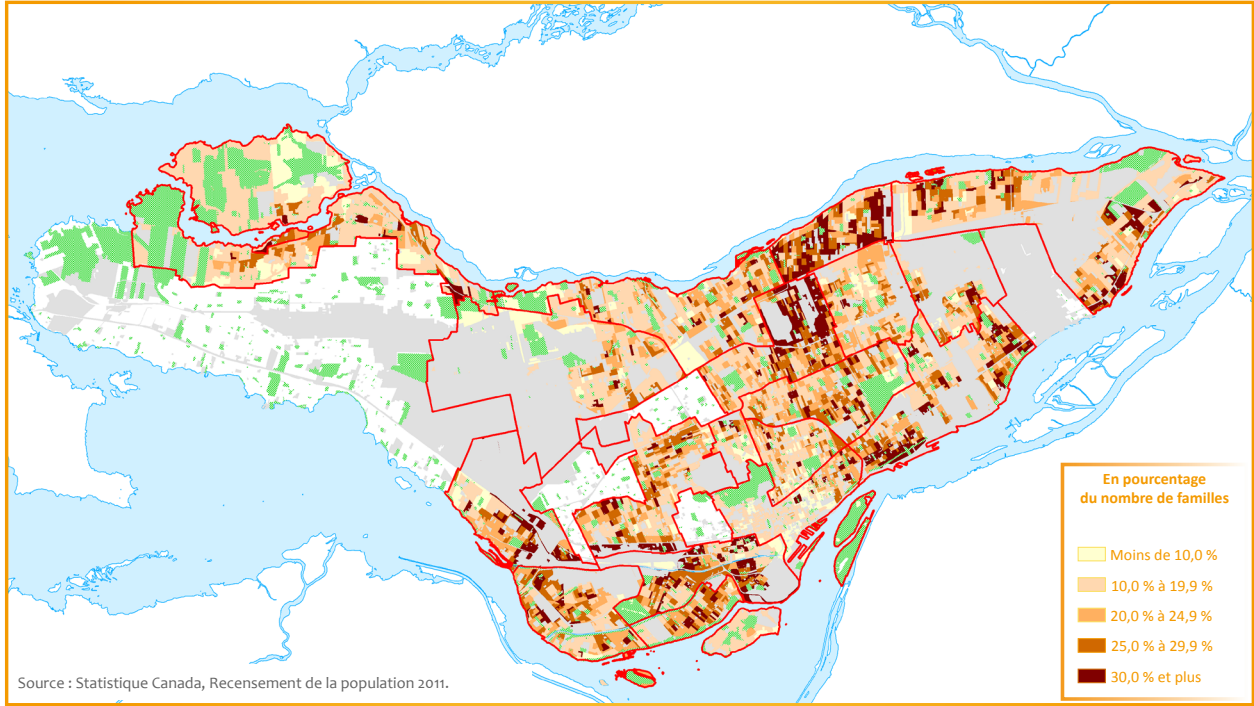 En pourcentage
du nombre de familles
Moins de 10,0 %
10,0 % à 19,9 %
20,0 % à 24,9 %
25,0 % à 29,9 %
30,0 % et plus
Source : Statistique Canada, Recensement de la population 2011.